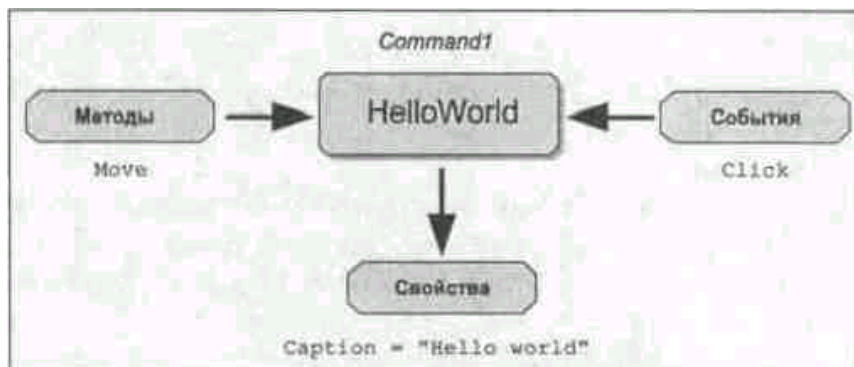 Command1
Методы
HelloWorld
События
Move
Click
Свойства
Caption = "Hello world"